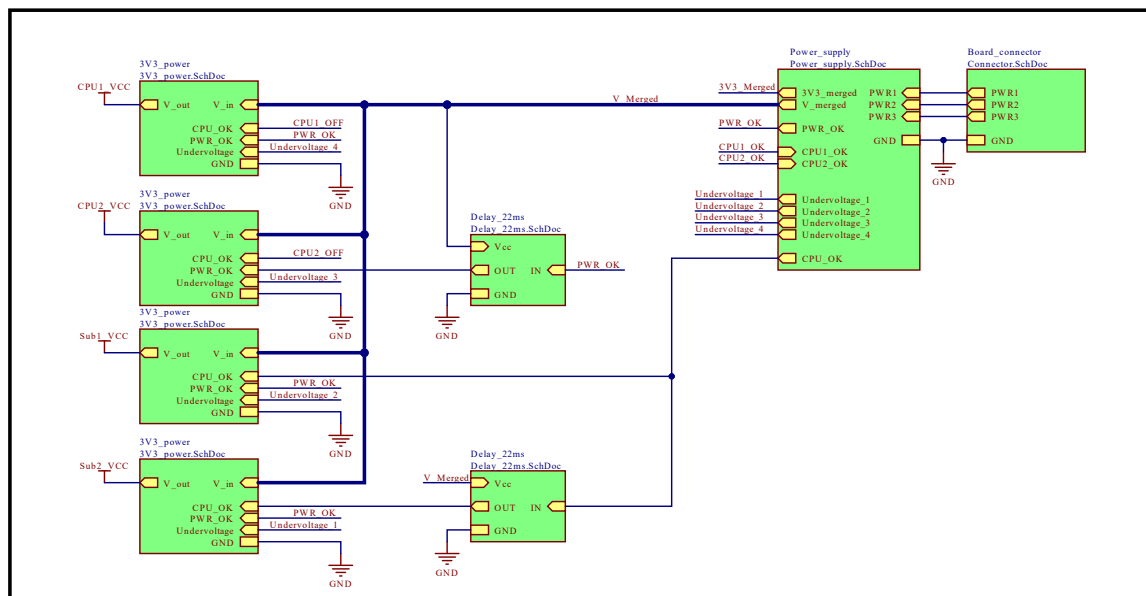 3V3_power
3V3_power.SchDoc
CPU1_VCC
V_out
V_in
CPU_OK
CPU1_OFF
PWR_OK
PWR_OK
Undervoltage
Undervoltage_4
GND
GND
V_Merged
Power_supply
Power_supply.SchDoc
3V3_Merged
3V3_merged
V_merged
PWR_OK
PWR_OK
CPU1_OK
CPU1_OK
CPU2_OK
CPU2_OK
Undervoltage_1
Undervoltage_1
Undervoltage_2
Undervoltage_2
Undervoltage_3
Undervoltage_3
Undervoltage_4
Undervoltage_4
CPU_OK
PWR1
PWR2
PWR3
GND
GND
Board_connector
Connector.SchDoc
PWR1
PWR2
PWR3
GND
3V3_power
3V3_power.SchDoc
CPU2_VCC
V_out
V_in
CPU_OK
CPU2_OFF
PWR_OK
Undervoltage
Undervoltage_3
GND
GND
Delay_22ms
Delay_22ms.SchDoc
Vcc
OUT
IN
PWR_OK
GND
GND
3V3_power
3V3_power.SchDoc
Sub1_VCC
V_out
V_in
CPU_OK
PWR_OK
PWR_OK
Undervoltage
Undervoltage_2
GND
GND
3V3_power
3V3_power.SchDoc
Sub2_VCC
V_out
V_in
CPU_OK
PWR_OK
PWR_OK
Undervoltage
Undervoltage_1
GND
GND
Delay_22ms
Delay_22ms.SchDoc
V_Merged
Vcc
OUT
IN
GND
GND